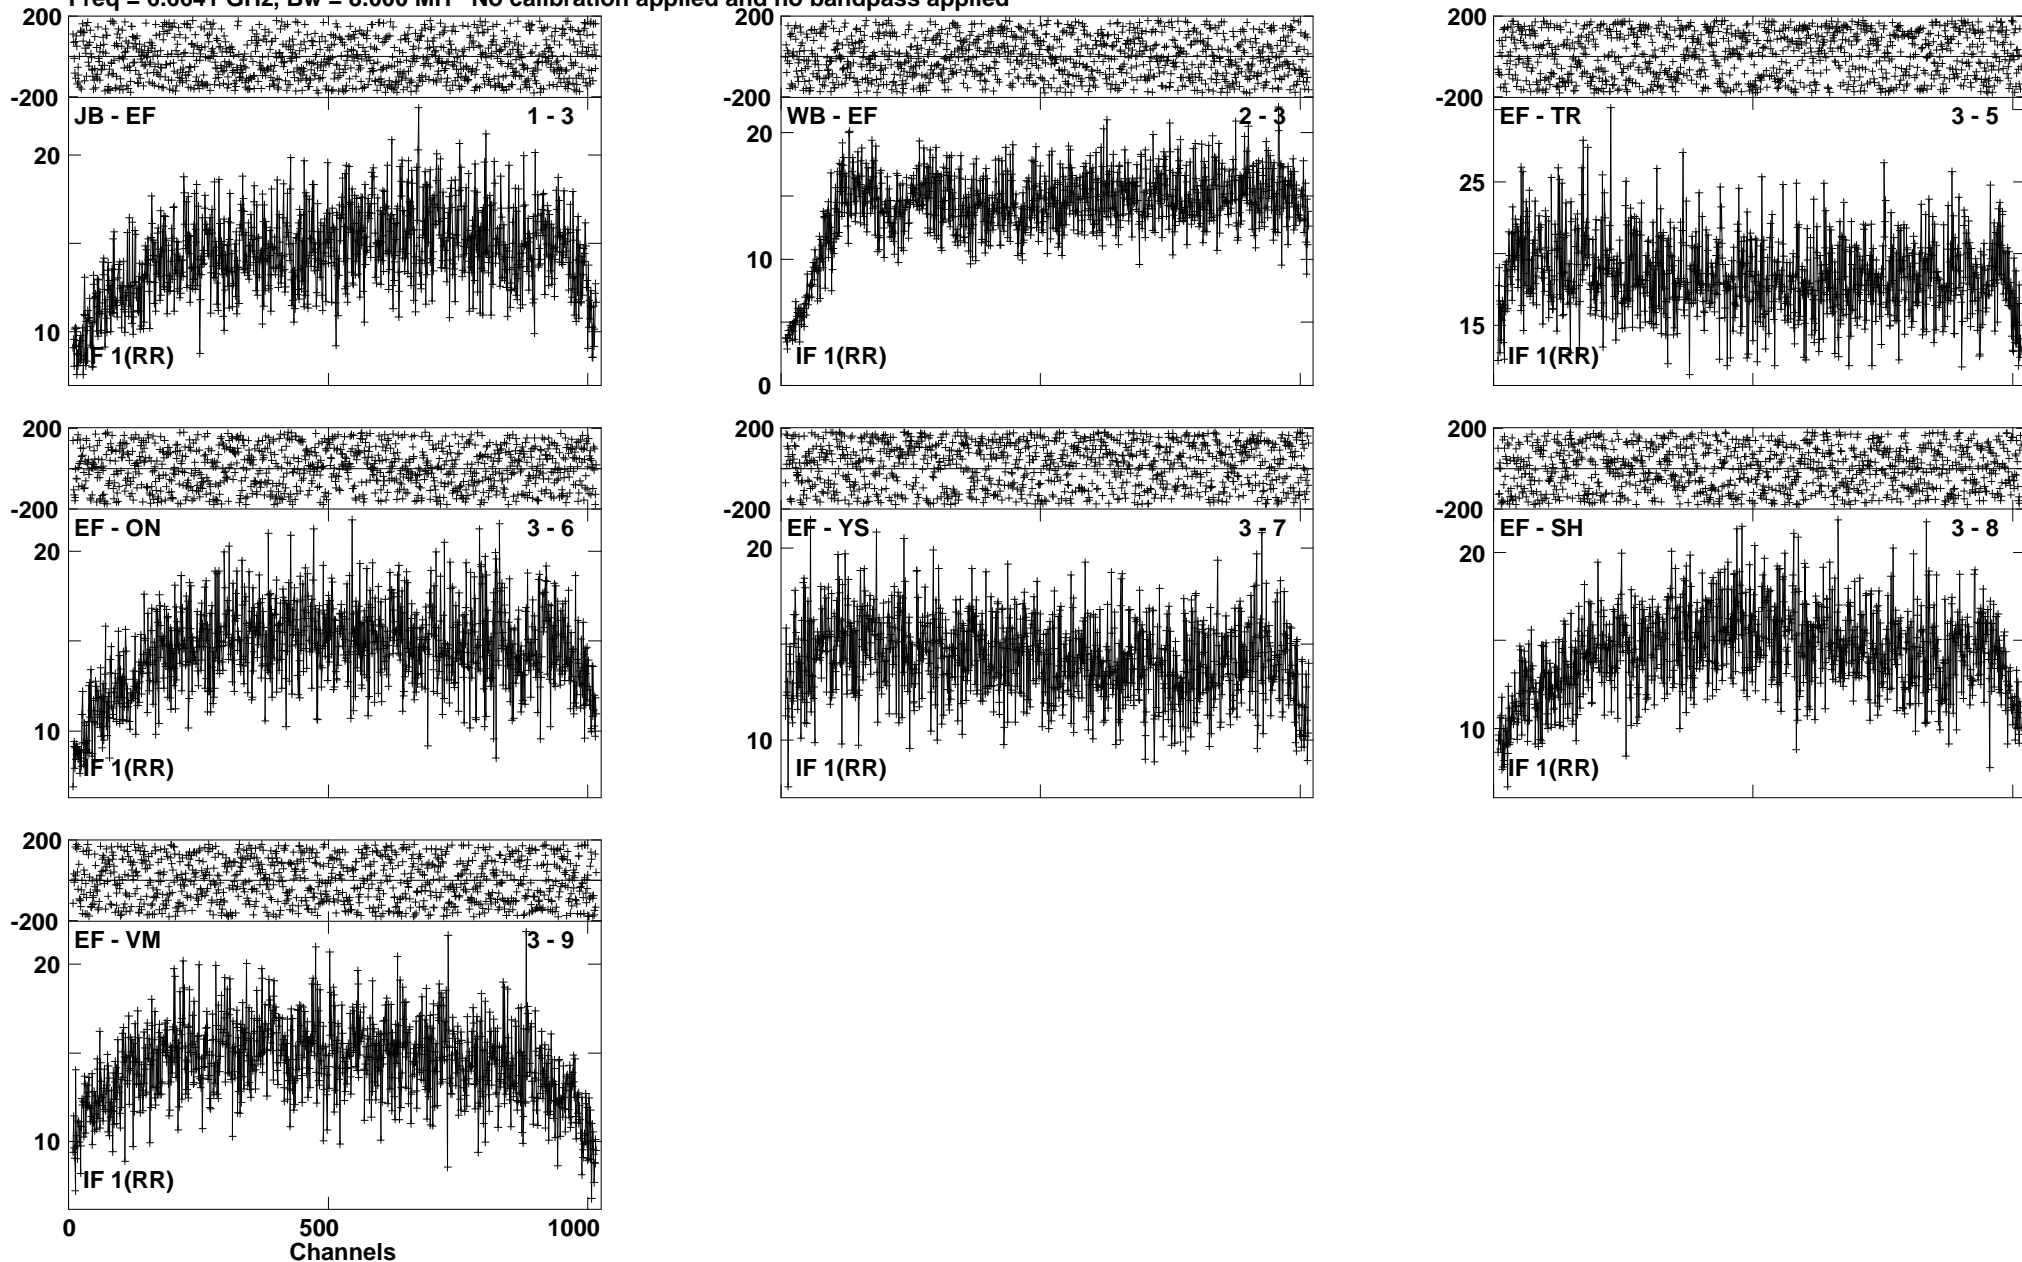 Freq = 6.6641 GHz, Bw = 8.000 MH No calibration applied and no bandpass applied
200
-200
JB - EF 1 - 3
20
10
IF 1(RR)
200
-200
WB - EF 2 - 3
20
10
0
IF 1(RR)
200
-200
EF - TR 3 - 5
25
15
IF 1(RR)
200
-200
EF - ON 3 - 6
20
10
IF 1(RR)
200
-200
EF - YS 3 - 7
20
10
IF 1(RR)
200
-200
EF - SH 3 - 8
20
10
IF 1(RR)
200
-200
EF - VM 3 - 9
20
10
IF 1(RR)
0 500 1000
Channels